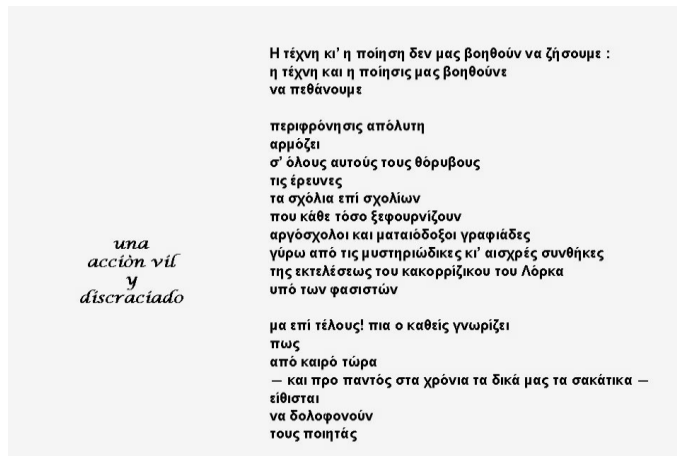 Η τέχνη κι' η ποίηση δεν μας βοηθούν να ζήσουμε :
η τέχνη και η ποίησις μας βοηθούνε
να πεθάνουμε
περιφρόνησις απόλυτη
αρμόζει
σ' όλους αυτούς τους θόρυβους
τις έρευνες
τα σχόλια επί σχολίων
που κάθε τόσο ξεφουρνίζουν
αργόσχολοι και ματαιόδοξοι γραφιάδες
γύρω από τις μυστηριώδικες κι' αισχρές συνθήκες
της εκτελέσεως του κακορρίζικου του Λόρκα
υπό των φασιστών
μα επί τέλους! πια ο καθείς γνωρίζει
πως
από καιρό τώρα
— και προ παντός στα χρόνια τα δικά μας τα σακάτικα —
είθισται
να δολοφονούν
τους ποιητάς
una
acciòn vil
y
discraciado